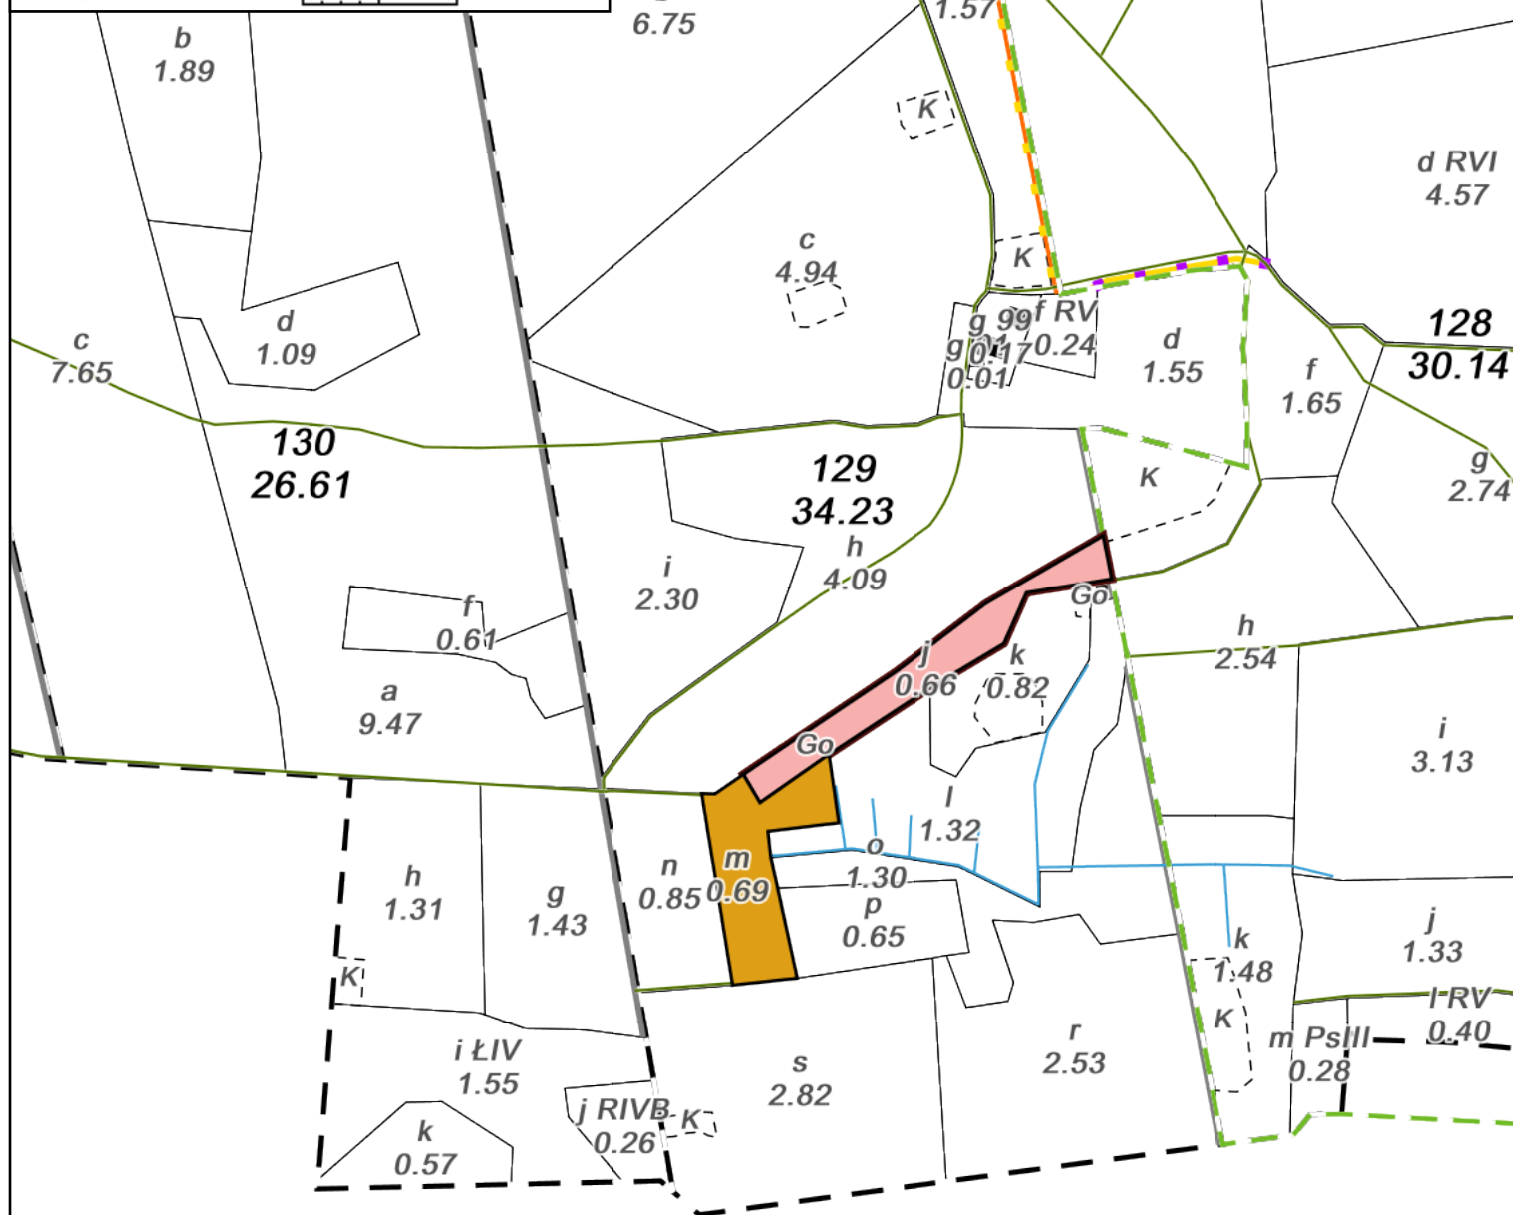 6.75
1.57
b
1.89
K
d RVI
4.57
c
4.94
K
d
1.09
c
7.65
g 99
f RV
0.24
g
0.17
0.01
d
1.55
f
1.65
128
30.14
130
26.61
129
34.23
K
g
2.74
h
4.09
i
2.30
f
0.61
Go
h
2.54
j
0.66
k
0.82
a
9.47
Go
i
3.13
l
1.32
m
0.69
n
0.85
o
1.30
h
1.31
g
1.43
p
0.65
j
1.33
k
1.48
K
K
l RV
0.40
m PsIII
0.28
i ŁIV
1.55
s
2.82
r
2.53
j RIVB
0.26
K
k
0.57